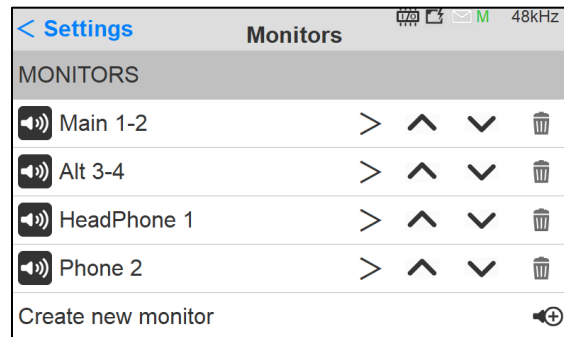 < Settings
Monitors
I/O M 48kHz
MONITORS
Main 1-2
Alt 3-4
HeadPhone 1
Phone 2
Create new monitor